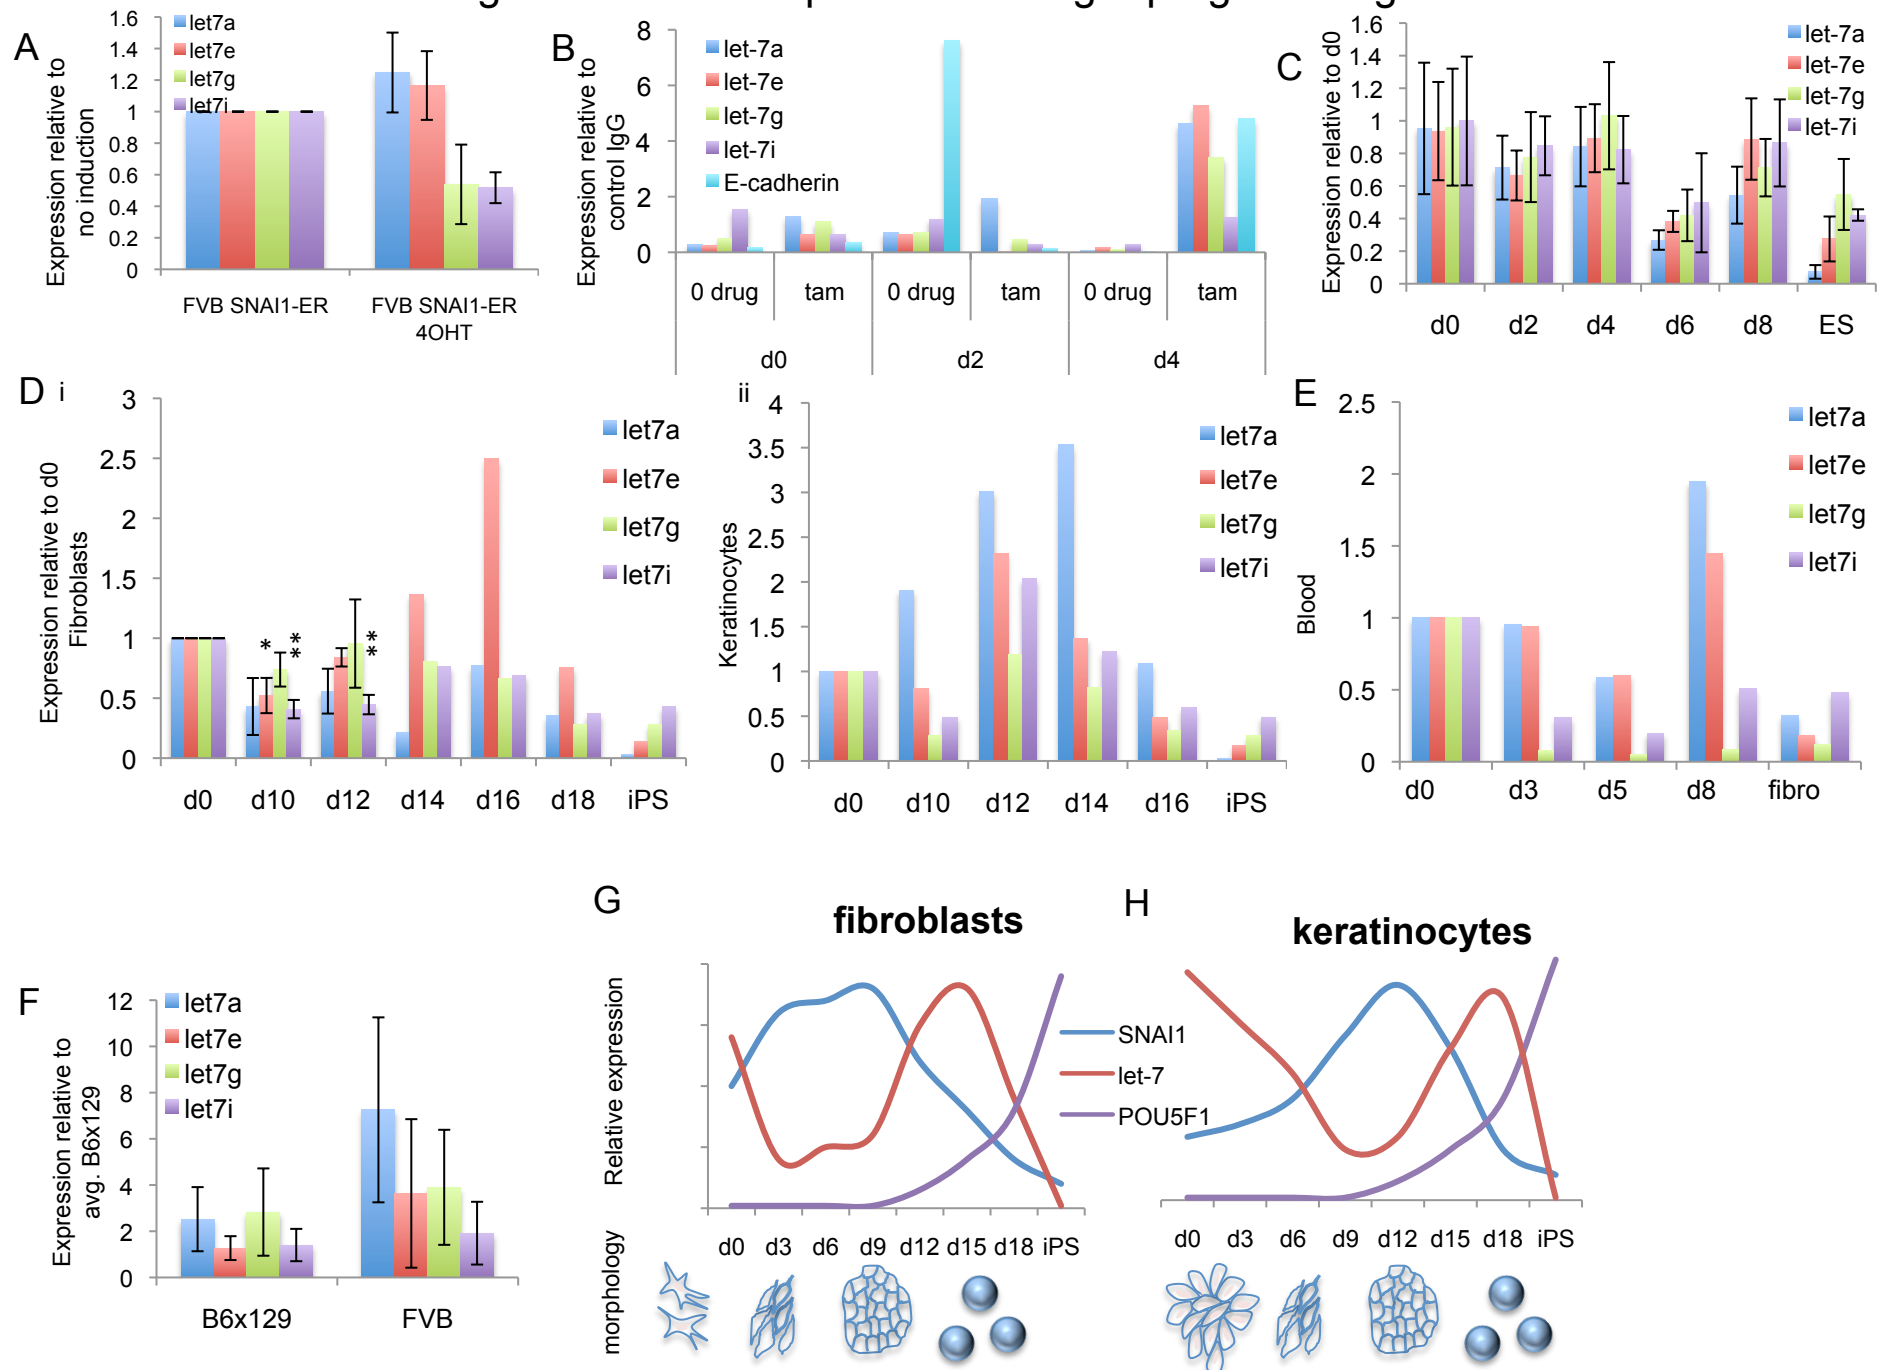 A
Expression relative to
no induction
1.6
1.4
1.2
1
0.8
0.6
0.4
0.2
0
let7a
let7e
let7g
let7i
FVB SNAI1-ER
FVB SNAI1-ER
4OHT
B
Expression relative to
control IgG
8
6
4
2
0
let-7a
let-7e
let-7g
let-7i
E-cadherin
0 drug tam 0 drug tam 0 drug tam
d0 d2 d4
C
Expression relative to d0
1.6
1.4
1.2
1
0.8
0.6
0.4
0.2
0
let-7a
let-7e
let-7g
let-7i
d0 d2 d4 d6 d8 ES
D i
Expression relative to d0
Fibroblasts
3
2.5
2
1.5
1
0.5
0
let7a
let7e
let7g
let7i
* ** **
d0 d10 d12 d14 d16 d18 iPS
ii
Keratinocytes
4
3.5
3
2.5
2
1.5
1
0.5
0
let7a
let7e
let7g
let7i
d0 d10 d12 d14 d16 iPS
E
Blood
2.5
2
1.5
1
0.5
0
let7a
let7e
let7g
let7i
d0 d3 d5 d8 fibro
F
Expression relative to
avg. B6x129
12
10
8
6
4
2
0
let7a
let7e
let7g
let7i
B6x129 FVB
G
fibroblasts
Relative expression
SNAI1
let-7
POU5F1
d0 d3 d6 d9 d12 d15 d18 iPS
morphology
H
keratinocytes
d0 d3 d6 d9 d12 d15 d18 iPS